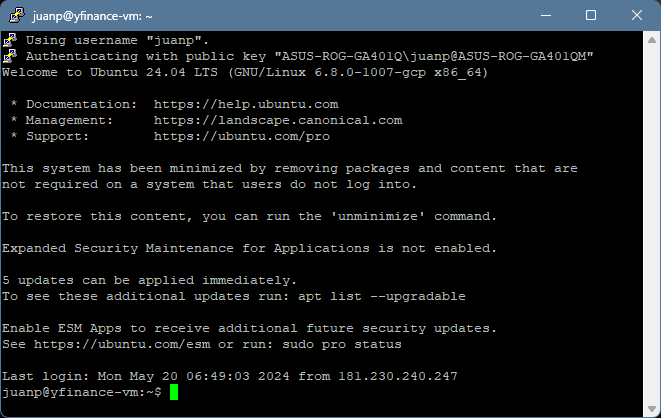 juanp@yfinance-vm: ~
Using username "juanp".
Authenticating with public key "ASUS-ROG-GA401Q\juanp@ASUS-ROG-GA401QM"
Welcome to Ubuntu 24.04 LTS (GNU/Linux 6.8.0-1007-gcp x86_64)
* Documentation:  https://help.ubuntu.com
* Management:     https://landscape.canonical.com
* Support:        https://ubuntu.com/pro
This system has been minimized by removing packages and content that are
not required on a system that users do not log into.
To restore this content, you can run the 'unminimize' command.
Expanded Security Maintenance for Applications is not enabled.
5 updates can be applied immediately.
To see these additional updates run: apt list --upgradable
Enable ESM Apps to receive additional future security updates.
See https://ubuntu.com/esm or run: sudo pro status
Last login: Mon May 20 06:49:03 2024 from 181.230.240.247
juanp@yfinance-vm:~$